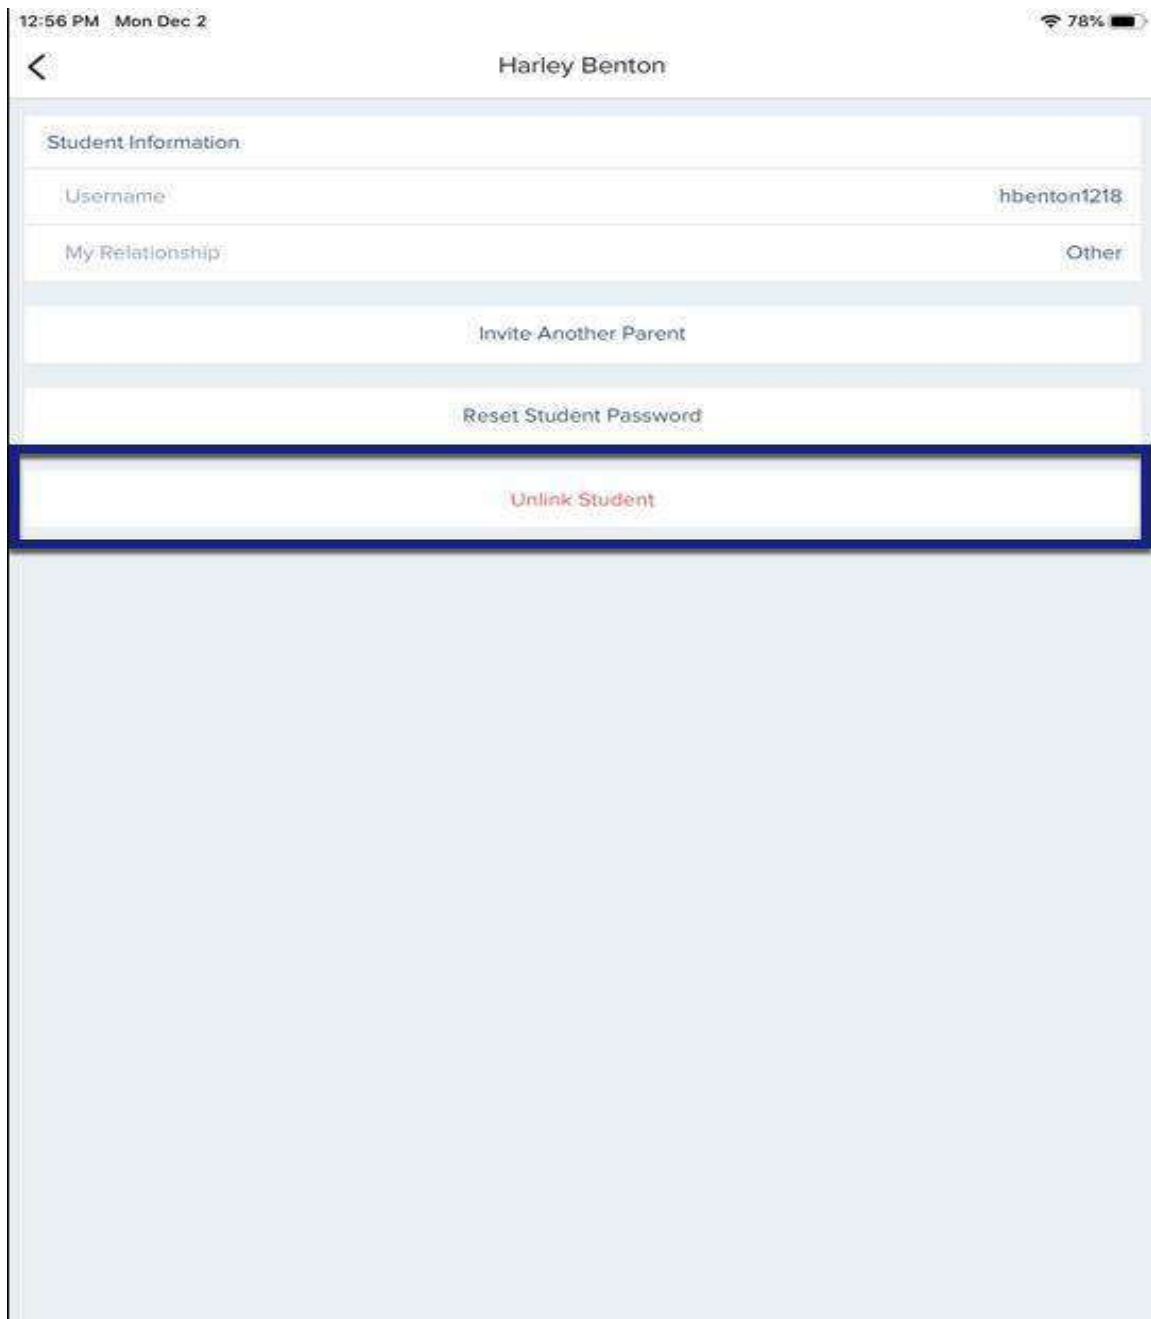 12:56 PM Mon Dec 2 78%
Harley Benton
Student Information
Username hbenton1218
My Relationship Other
Invite Another Parent
Reset Student Password
Unlink Student